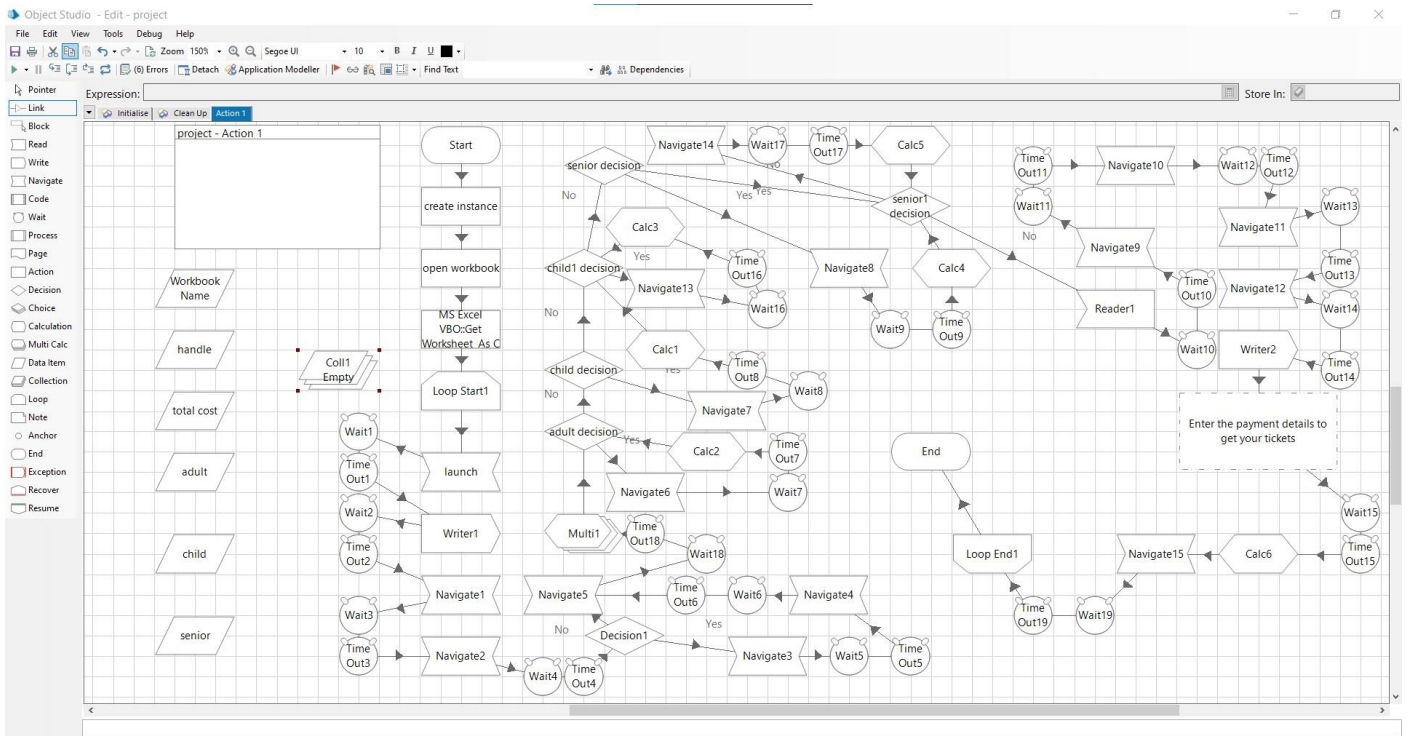 Object Studio - Edit - project
File Edit View Tools Debug Help
Zoom 150% Segoe UI 10 B I U
(6) Errors Detach Application Modeller Find Text Dependencies
Pointer
Link
Block
Read
Write
Navigate
Code
Wait
Process
Page
Action
Decision
Choice
Calculation
Multi Calc
Data Item
Collection
Loop
Note
Anchor
End
Exception
Recover
Resume
Expression:
Store In:
Initialise Clean Up Action 1
project - Action 1
Workbook
Name
handle
total cost
adult
child
senior
Coll1
Empty
Start
create instance
open workbook
MS Excel
VBO::Get
Worksheet As C
Loop Start1
launch
Writer1
Navigate1
Navigate2
Wait1
Time
Out1
Wait2
Time
Out2
Wait3
Time
Out3
Wait4
Time
Out4
Decision1
No
Yes
Navigate3
Wait5
Time
Out5
Navigate4
Wait6
Time
Out6
Navigate5
Wait18
Time
Out18
Multi1
adult decision
Yes
No
Navigate6
Wait7
Time
Out7
Calc2
child decision
Yes
No
Navigate7
Wait8
Time
Out8
Calc1
child1 decision
Yes
No
Navigate13
Wait16
Time
Out16
Calc3
senior decision
Yes
Navigate8
Wait9
Time
Out9
Calc4
senior1
decision
Yes
No
Navigate14
Wait17
Time
Out17
Calc5
Reader1
Wait10
Time
Out10
Navigate9
No
Wait11
Time
Out11
Navigate10
Wait12
Time
Out12
Navigate11
Wait13
Time
Out13
Navigate12
Wait14
Time
Out14
Writer2
Enter the payment details to
get your tickets
Wait15
Time
Out15
Calc6
Navigate15
Wait19
Time
Out19
Loop End1
End